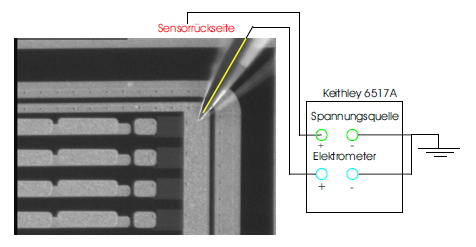 Sensorrückseite
Keithley 6517A
Spannungsquelle
+ -
Elektrometer
+ -